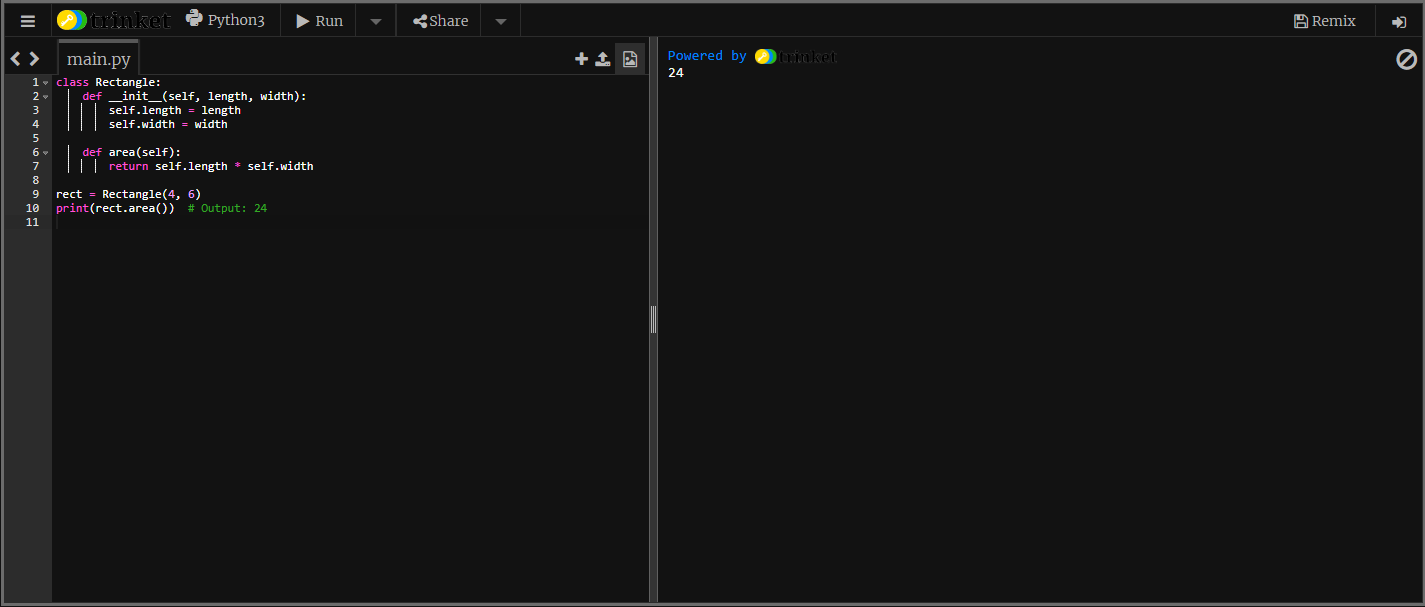 trinket Python3 Run Share Remix
main.py
1 class Rectangle:
2 def __init__(self, length, width):
3 self.length = length
4 self.width = width
5
6 def area(self):
7 return self.length * self.width
8
9 rect = Rectangle(4, 6)
10 print(rect.area())  # Output: 24
11
Powered by trinket
24